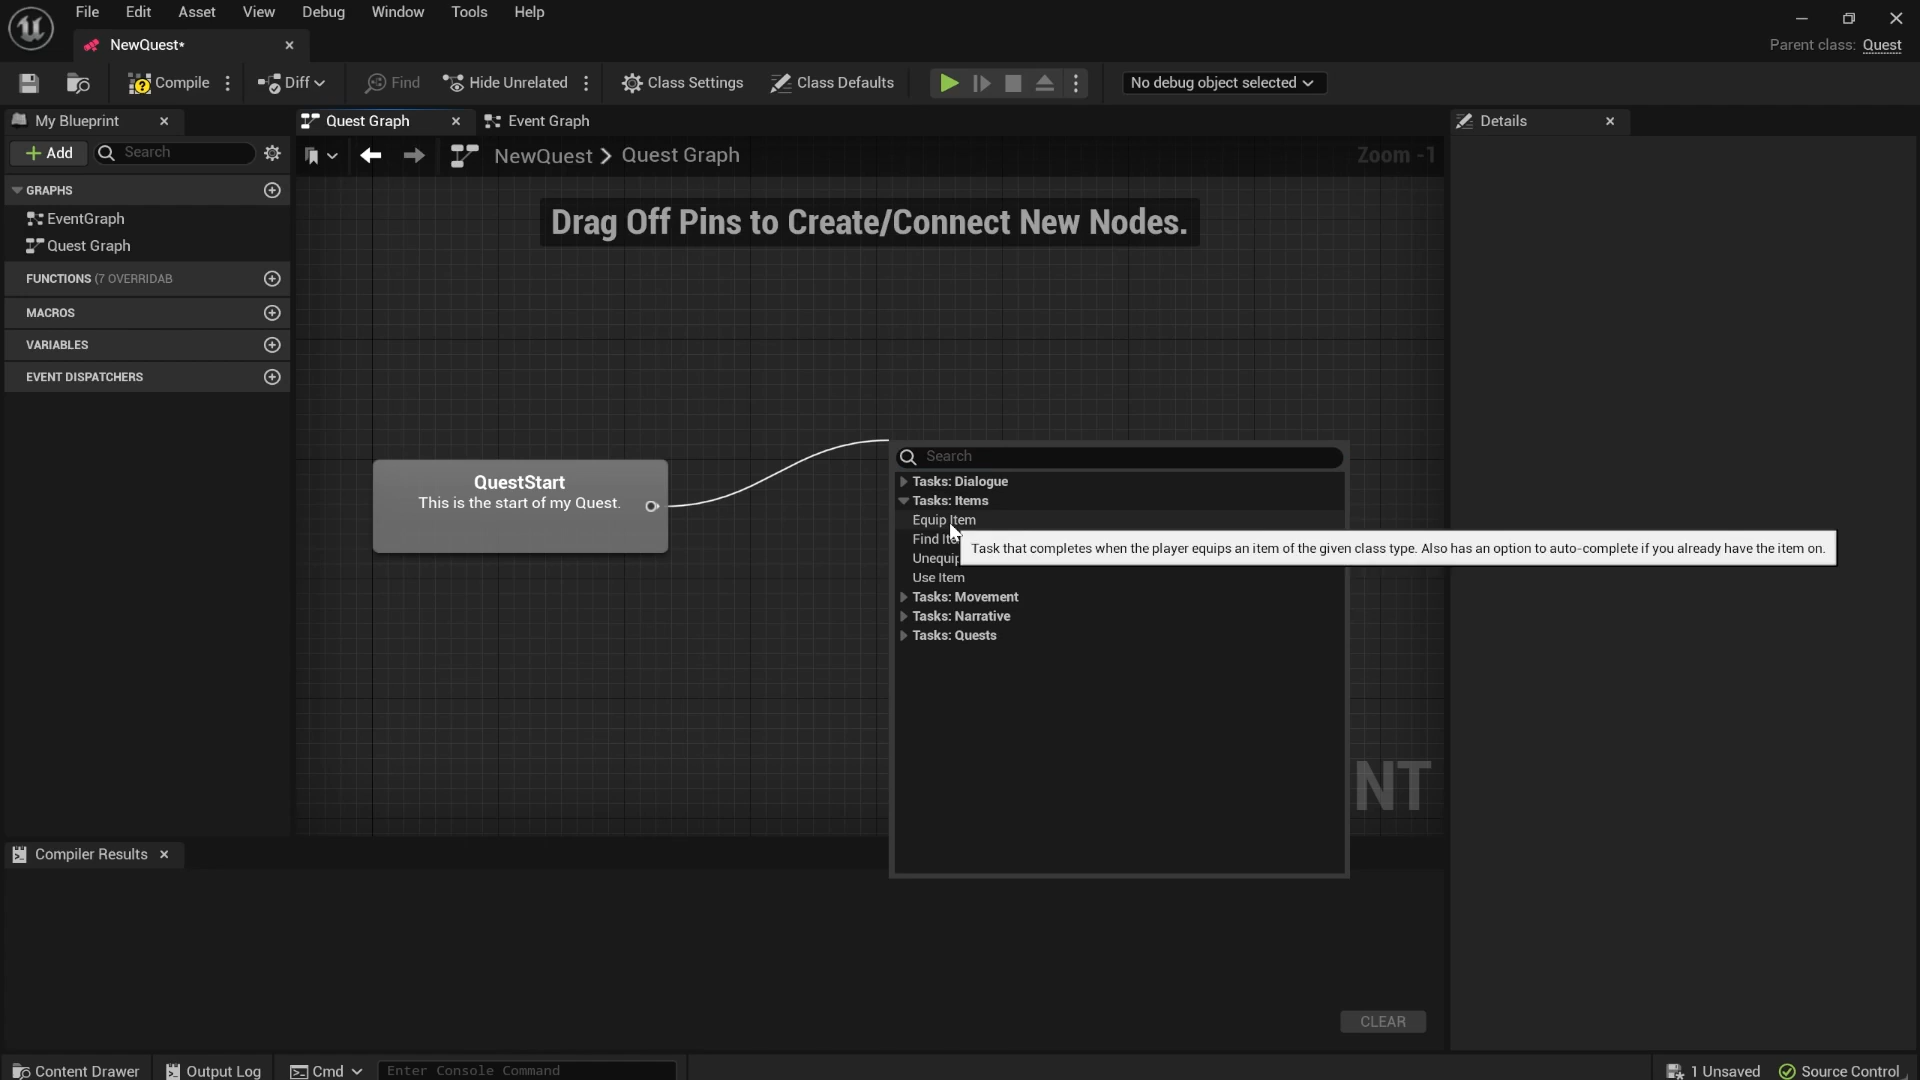 File Edit Asset View Debug Window Tools Help
NewQuest*
Parent class: Quest
Compile Diff Find Hide Unrelated Class Settings Class Defaults No debug object selected
My Blueprint Quest Graph Event Graph Details
Add Search
NewQuest > Quest Graph Zoom -1
GRAPHS
EventGraph
Quest Graph
FUNCTIONS (7 OVERRIDAB
MACROS
VARIABLES
EVENT DISPATCHERS
Drag Off Pins to Create/Connect New Nodes.
QuestStart
This is the start of my Quest.
Search
Tasks: Dialogue
Tasks: Items
Equip Item
Find Ite
Unequip
Use Item
Tasks: Movement
Tasks: Narrative
Tasks: Quests
Task that completes when the player equips an item of the given class type. Also has an option to auto-complete if you already have the item on.
NT
Compiler Results
CLEAR
Content Drawer Output Log Cmd Enter Console Command 1 Unsaved Source Control